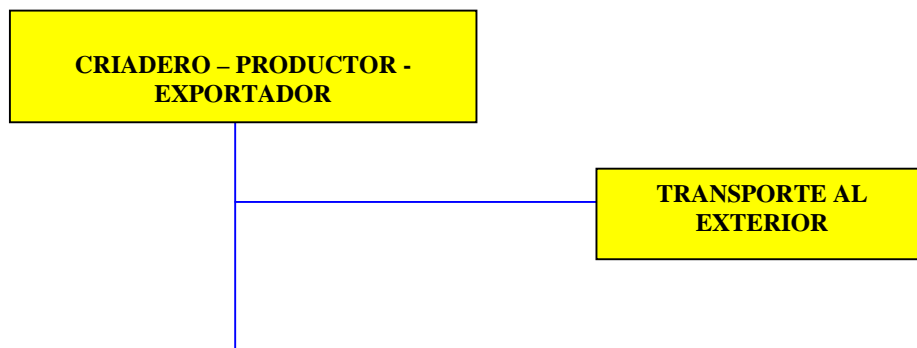 CRIADERO – PRODUCTOR -
EXPORTADOR
TRANSPORTE AL
EXTERIOR